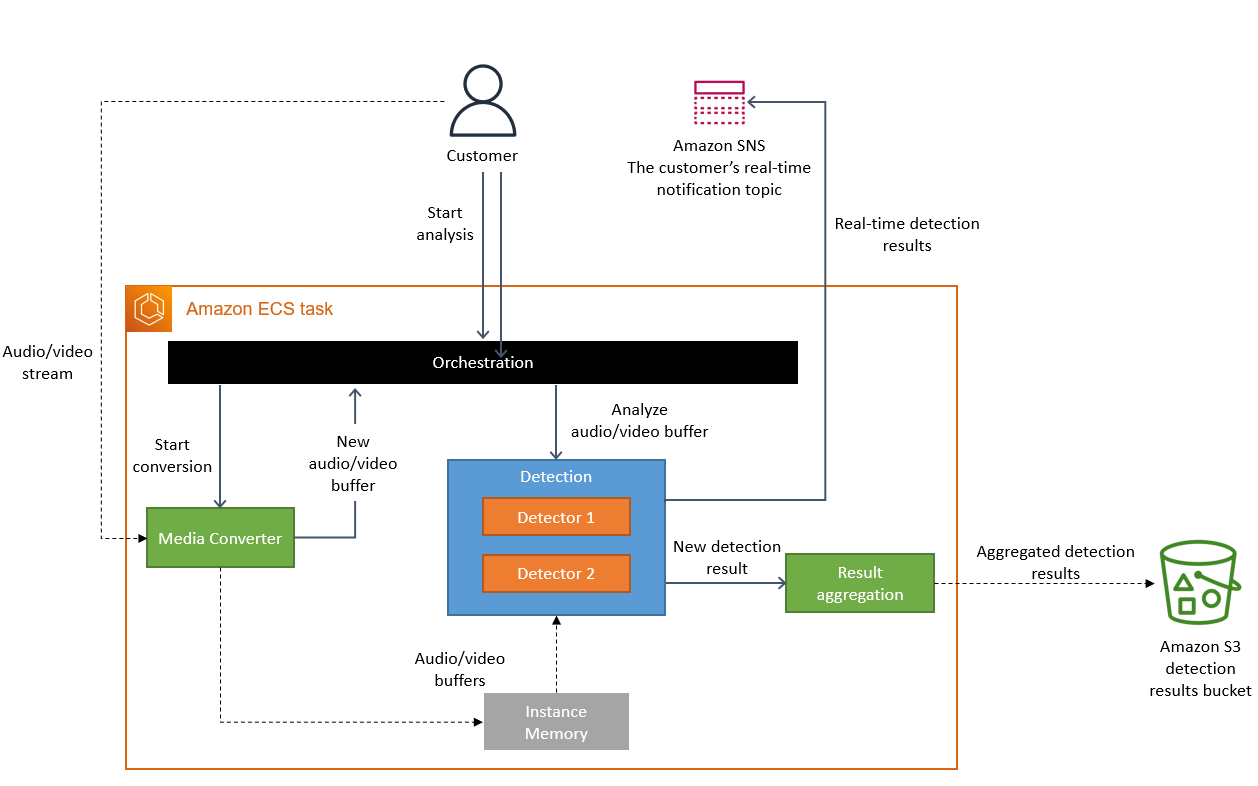 Customer
Amazon SNS
The customer’s real-time
notification topic
Start
analysis
Real-time detection
results
Amazon ECS task
Audio/video
stream
Orchestration
Start
conversion
New
audio/video
buffer
Analyze
audio/video buffer
Media Converter
Detection
Detector 1
Detector 2
New detection
result
Result
aggregation
Aggregated detection
results
Amazon S3
detection
results bucket
Audio/video
buffers
Instance
Memory